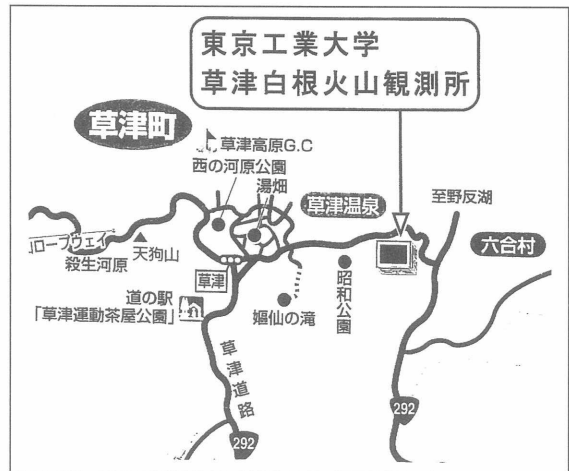 東京工業大学
草津白根火山観測所
草津町
草津高原G.C
西の河原公園
湯畑
草津温泉
至野反湖
六合村
ロープウェイ
殺生河原
天狗山
草津
道の駅
「草津運動茶屋公園」
嫗仙の滝
昭和公園
草津道路
292
292